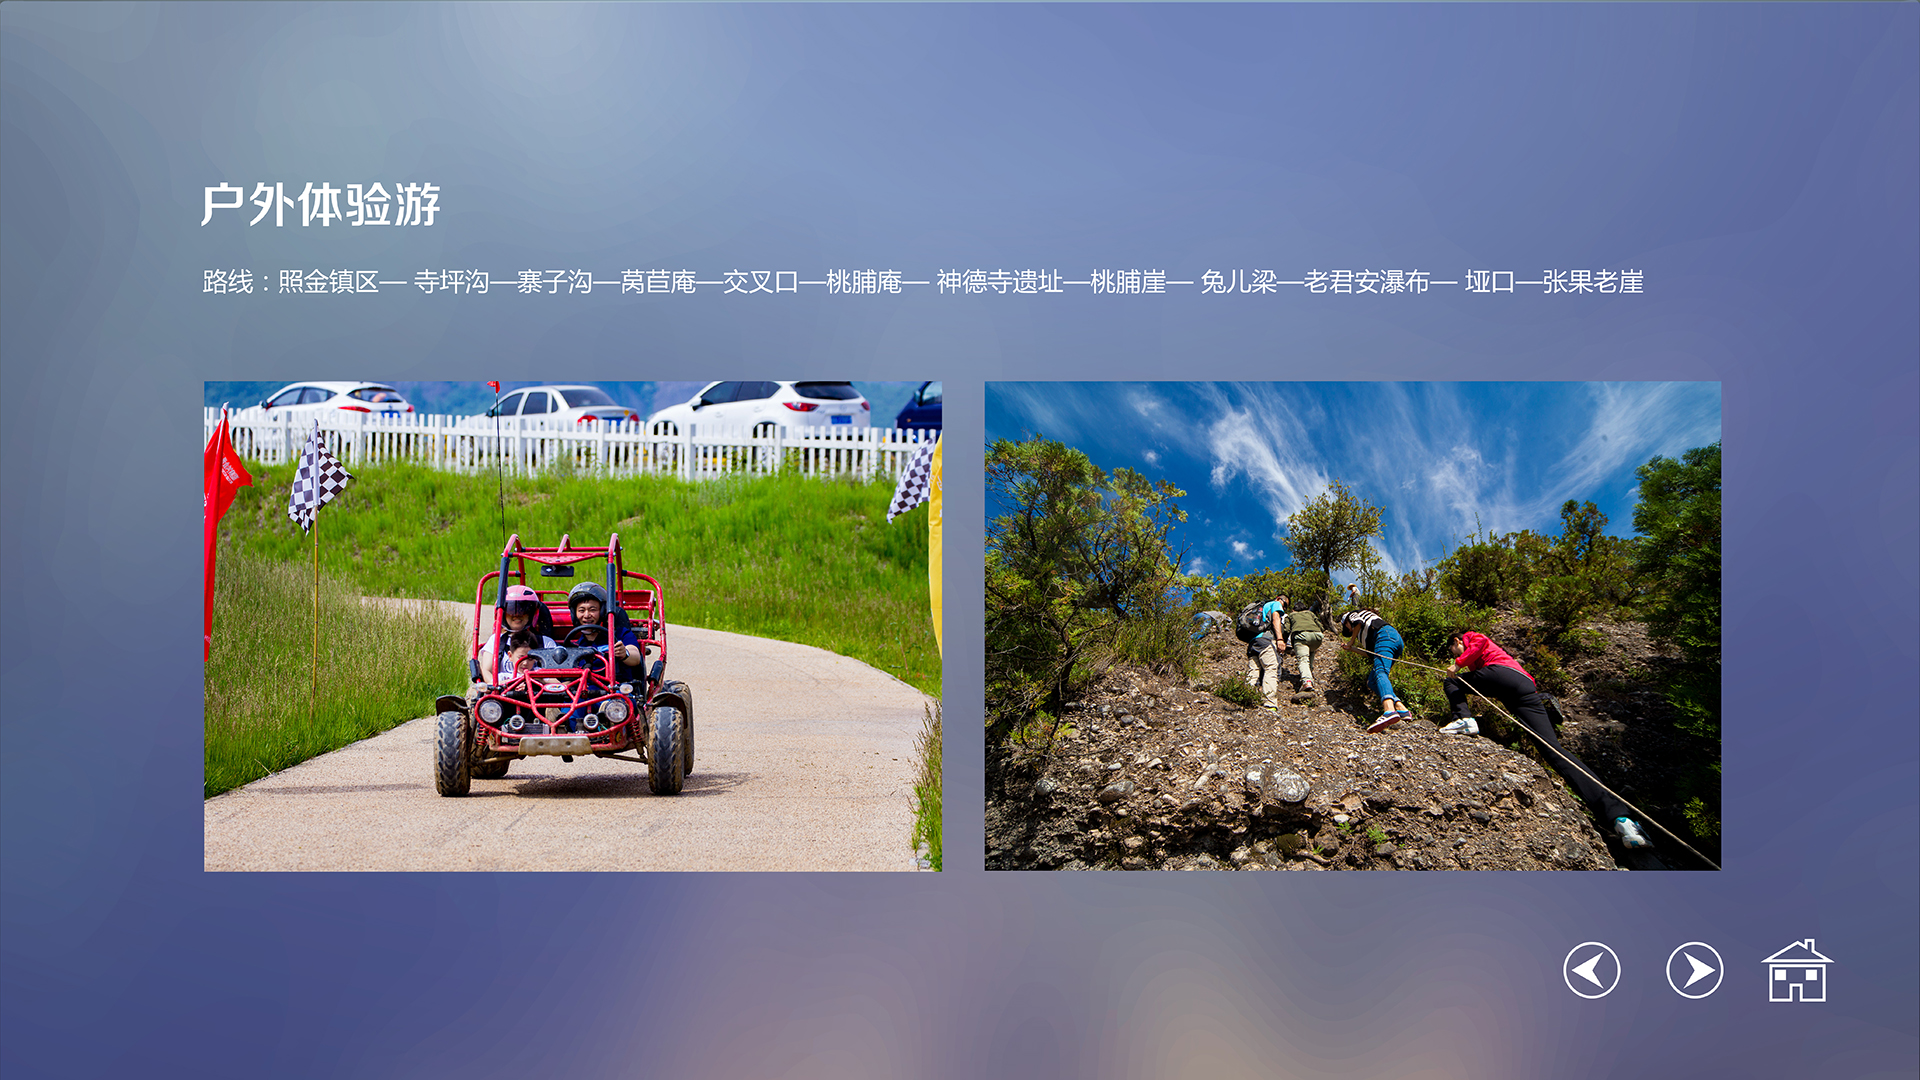 户外体验游
路线：照金镇区— 寺坪沟—寨子沟—莴苣庵—交叉口—桃脯庵— 神德寺遗址—桃脯崖— 兔儿梁—老君安瀑布— 垭口—张果老崖